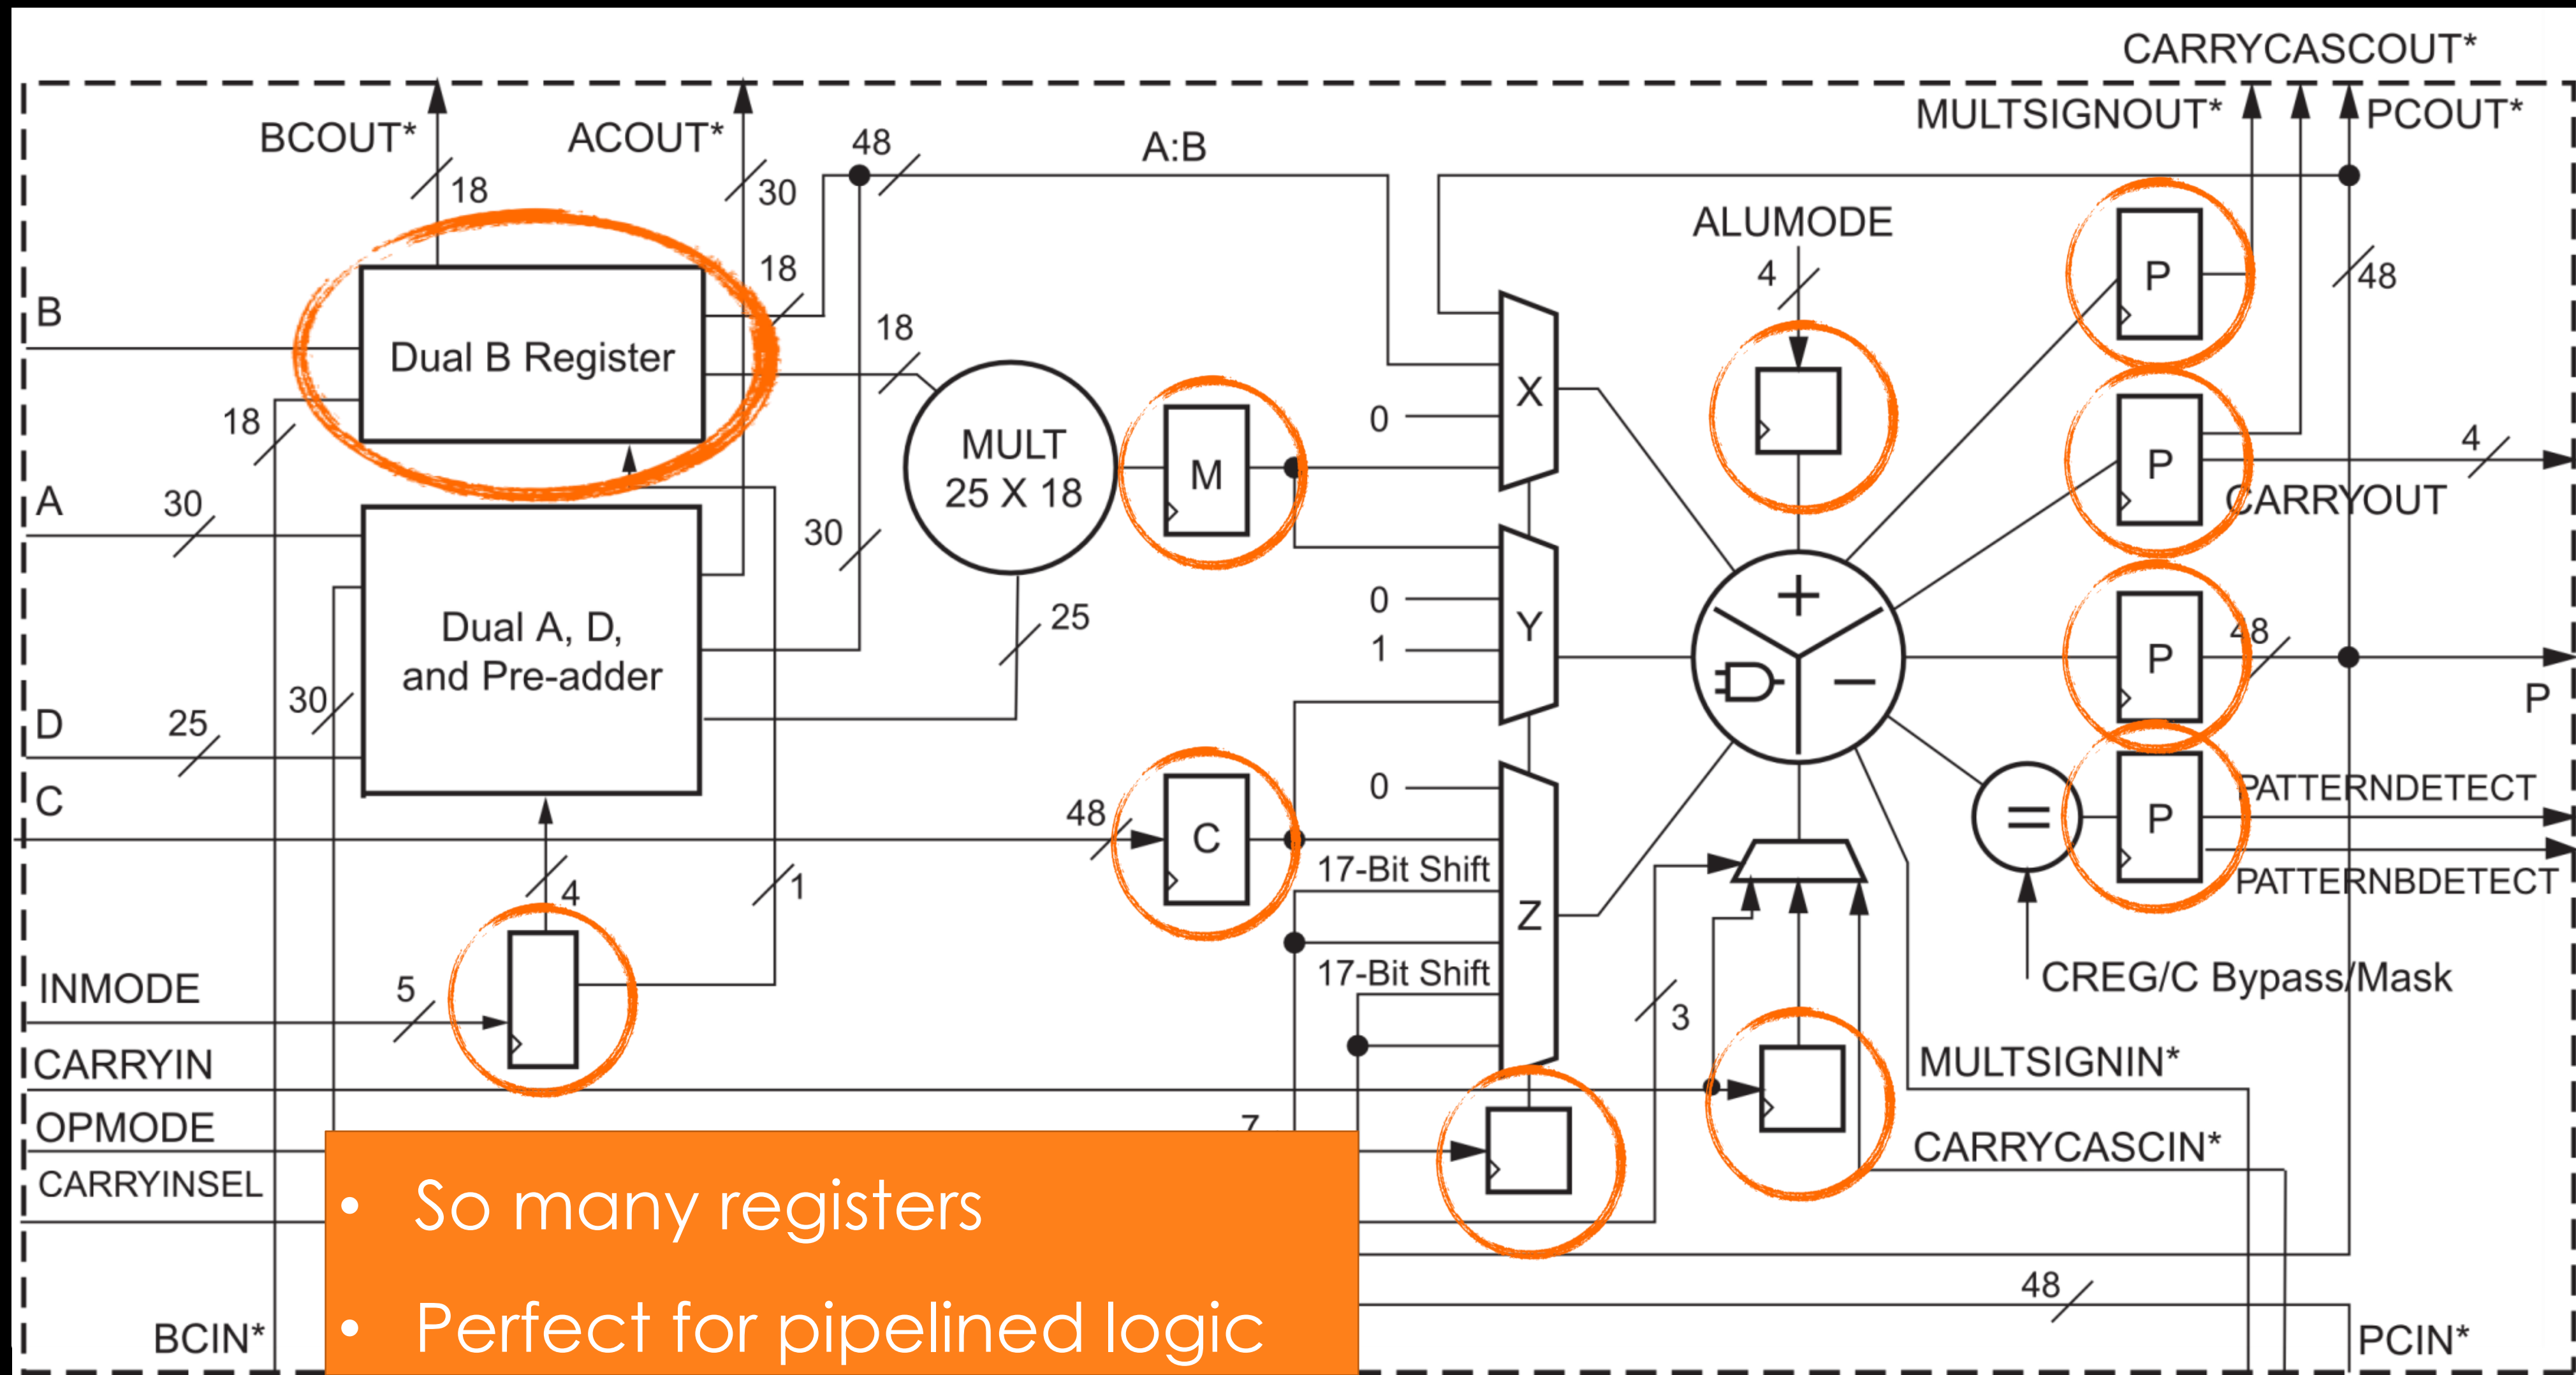 CARRYCASCOUT*
BCOUT*
ACOUT*
48
A:B
MULTSIGNOUT*
PCOUT*
18
30
ALUMODE
18
4
P
48
B
18
Dual B Register
X
18
0
MULT
25 X 18
M
P
4
CARRYOUT
A
30
30
+
0
Y
1
25
Dual A, D,
and Pre-adder
P
48
P
30
D
25
0
C
48
C
=
P
PATTERNDETECT
17-Bit Shift
PATTERNBDETECT
4
1
Z
17-Bit Shift
CREG/C Bypass/Mask
INMODE
5
3
CARRYIN
MULTSIGNIN*
OPMODE
CARRYCASCIN*
CARRYINSEL
• So many registers
• Perfect for pipelined logic
48
BCIN*
PCIN*